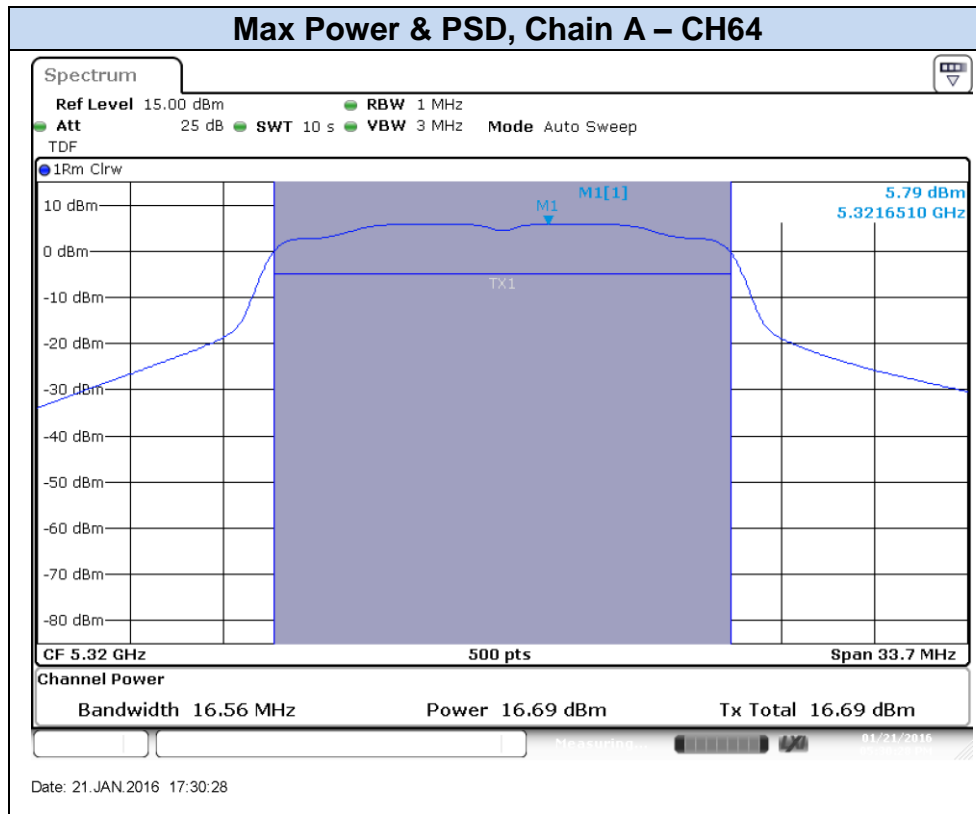 Max Power & PSD, Chain A – CH64
Spectrum
Ref Level 15.00 dBm RBW 1 MHz
Att 25 dB SWT 10 s VBW 3 MHz Mode Auto Sweep
TDF
1Rm Clrw
M1[1] 5.79 dBm
5.3216510 GHz
M1
10 dBm
0 dBm
TX1
-10 dBm
-20 dBm
-30 dBm
-40 dBm
-50 dBm
-60 dBm
-70 dBm
-80 dBm
CF 5.32 GHz 500 pts Span 33.7 MHz
Channel Power
Bandwidth 16.56 MHz Power 16.69 dBm Tx Total 16.69 dBm
Measuring... LXI 01/21/2016
Date: 21.JAN.2016 17:30:28